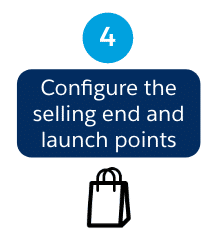 4
Configure the
selling end and
launch points